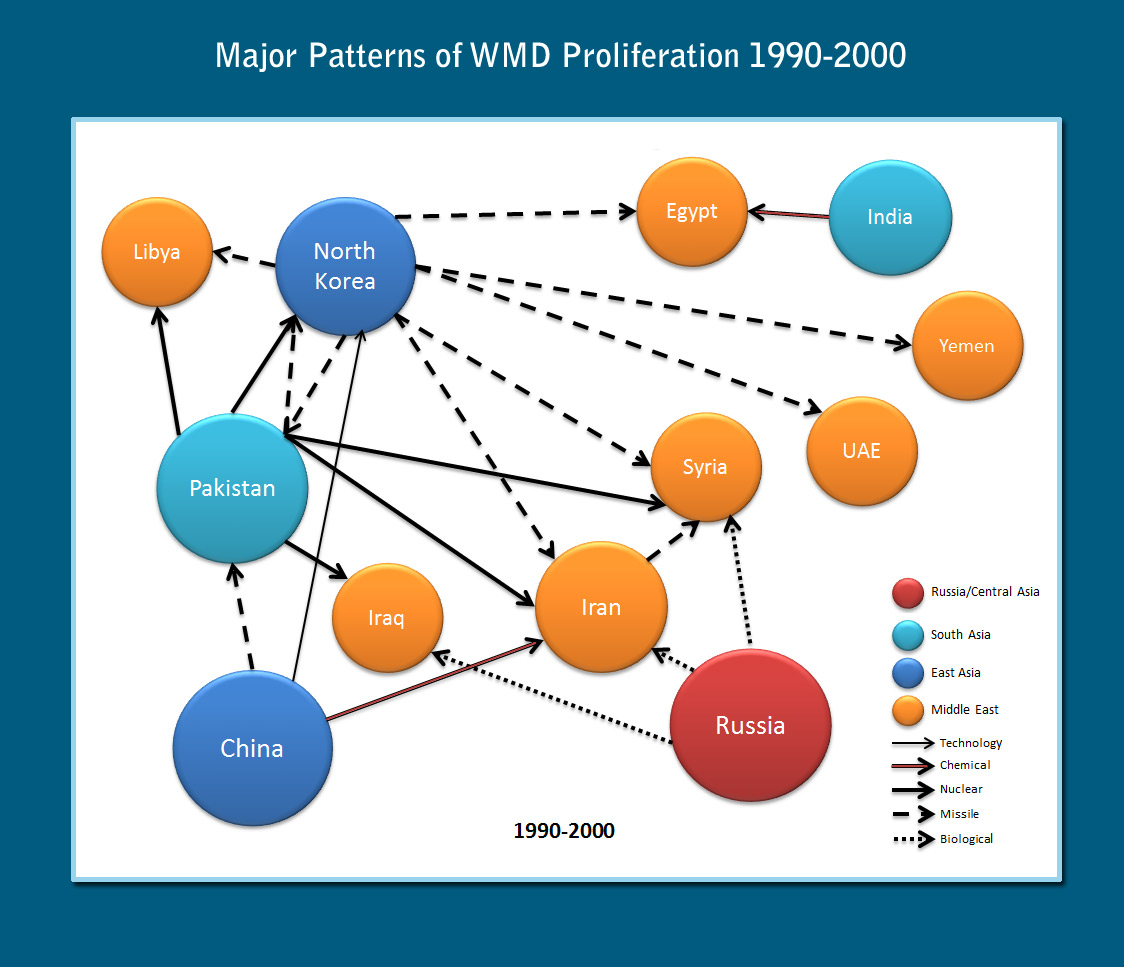 Major Patterns of WMD Proliferation 1990-2000
Egypt
India
Libya
North
Korea
Yemen
UAE
Syria
Pakistan
Iraq
Iran
China
Russia
Russia/Central Asia
South Asia
East Asia
Middle East
Technology
Chemical
Nuclear
Missile
Biological
1990-2000